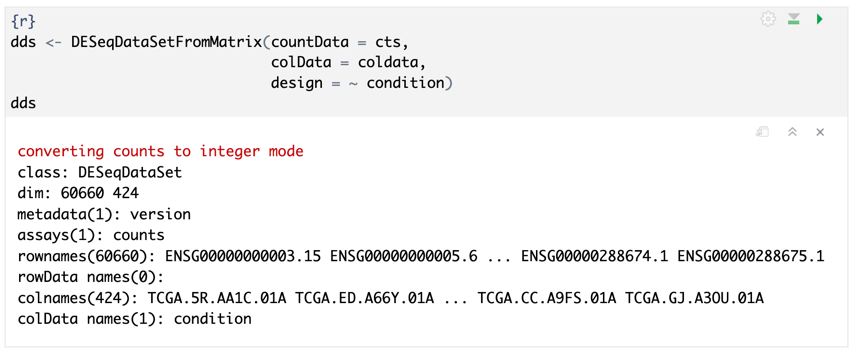 {r}
dds <- DESeqDataSetFromMatrix(countData = cts,
                              colData = coldata,
                              design = ~ condition)
dds
converting counts to integer mode
class: DESeqDataSet
dim: 60660 424
metadata(1): version
assays(1): counts
rownames(60660): ENSG00000000003.15 ENSG00000000005.6 ... ENSG00000288674.1 ENSG00000288675.1
rowData names(0):
colnames(424): TCGA.5R.AA1C.01A TCGA.ED.A66Y.01A ... TCGA.CC.A9FS.01A TCGA.GJ.A3OU.01A
colData names(1): condition